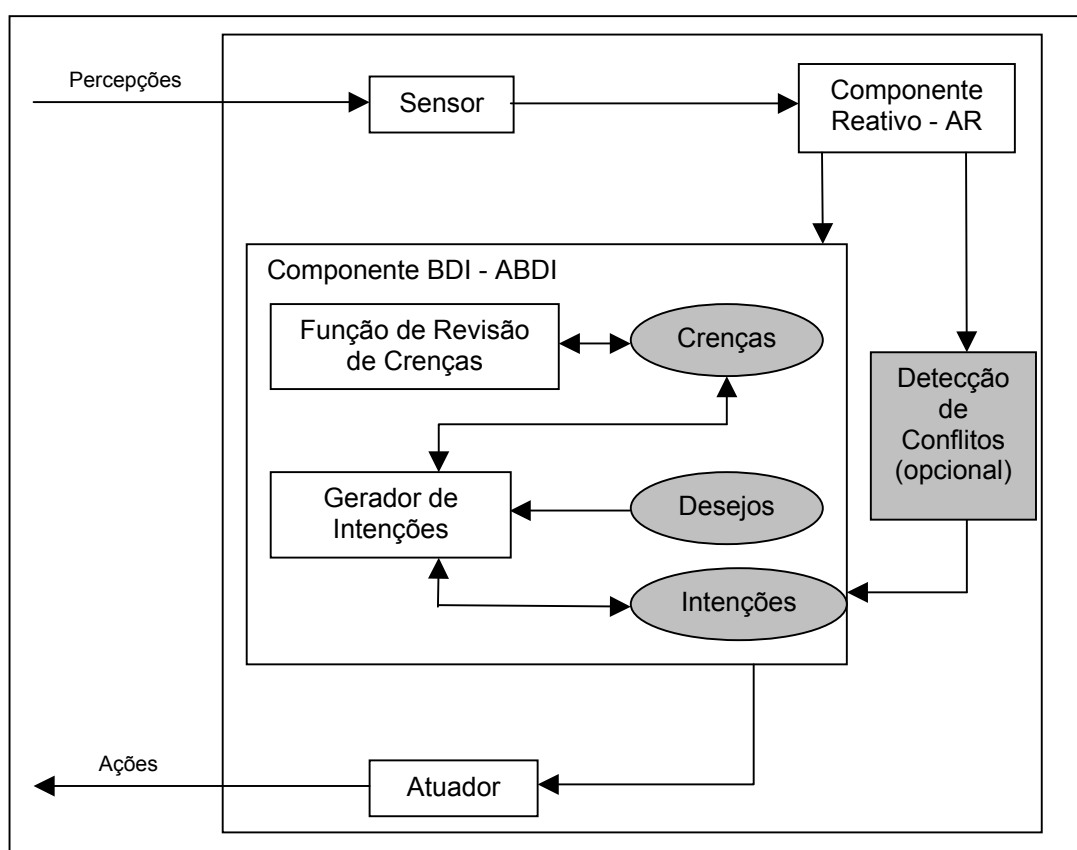 Percepções
Sensor
Componente
Reativo - AR
Componente BDI - ABDI
Função de Revisão
de Crenças
Crenças
Detecção
de
Conflitos
(opcional)
Gerador de
Intenções
Desejos
Intenções
Ações
Atuador